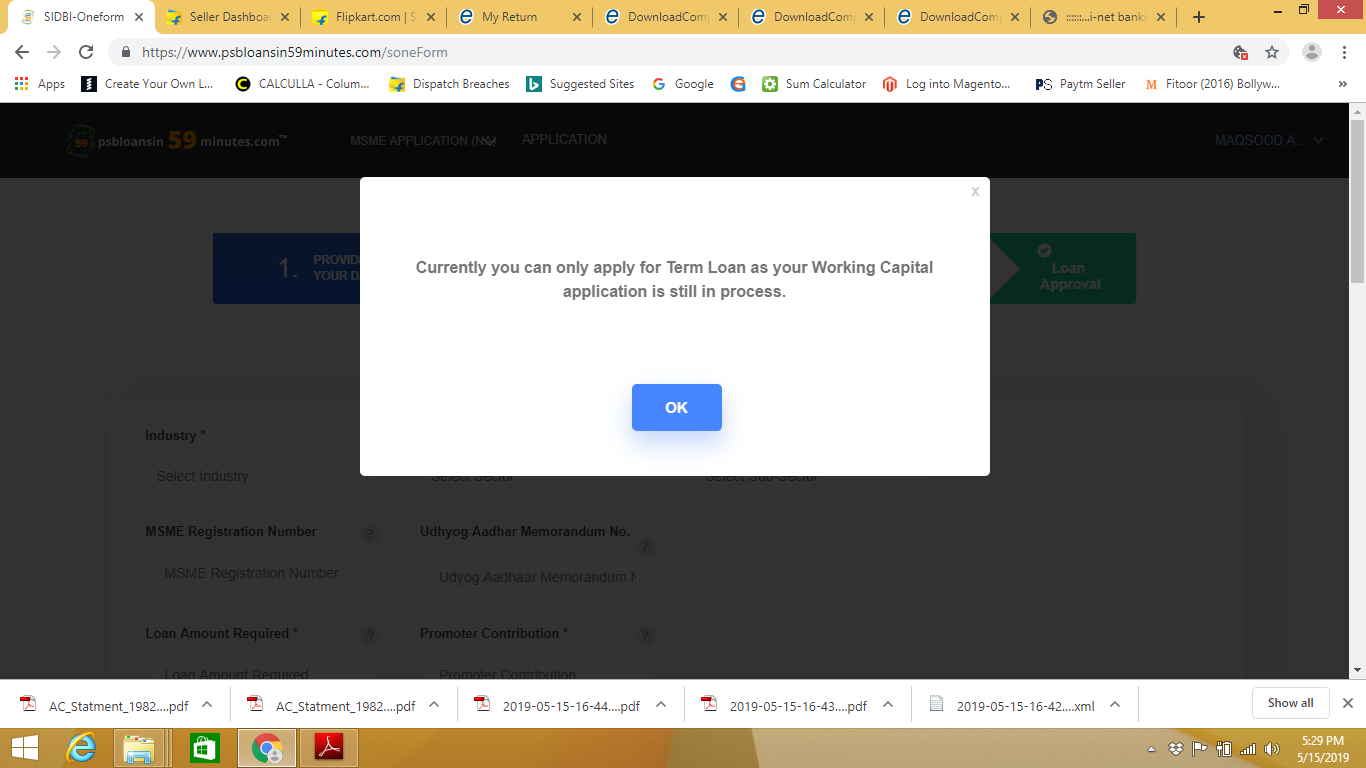 SIDBI-Oneform
Seller Dashboa
Flipkart.com | S
My Return
DownloadComp
DownloadComp
DownloadComp
::::::...i-net banki
https://www.psbloansin59minutes.com/soneForm
Apps
Create Your Own L...
CALCULLA - Colum...
Dispatch Breaches
Suggested Sites
Google
Sum Calculator
Log into Magento...
Paytm Seller
Fitoor (2016) Bollyw...
psbloansin 59 minutes.com™
MSME APPLICATION
APPLICATION
MAQSOOD A...
X
1.
PROVID
YOUR D
Loan
Approval
Currently you can only apply for Term Loan as your Working Capital
application is still in process.
OK
Industry *
Select Industry
Select Sector
Select Sub-Sector
MSME Registration Number ?
Udhyog Aadhar Memorandum No. ?
MSME Registration Number
Udyog Aadhaar Memorandum N
Loan Amount Required * ?
Promoter Contribution * ?
Loan Amount Required
Promoter Contribution
AC_Statment_1982....pdf
AC_Statment_1982....pdf
2019-05-15-16-44....pdf
2019-05-15-16-43....pdf
2019-05-15-16-42....xml
Show all
5:29 PM
5/15/2019